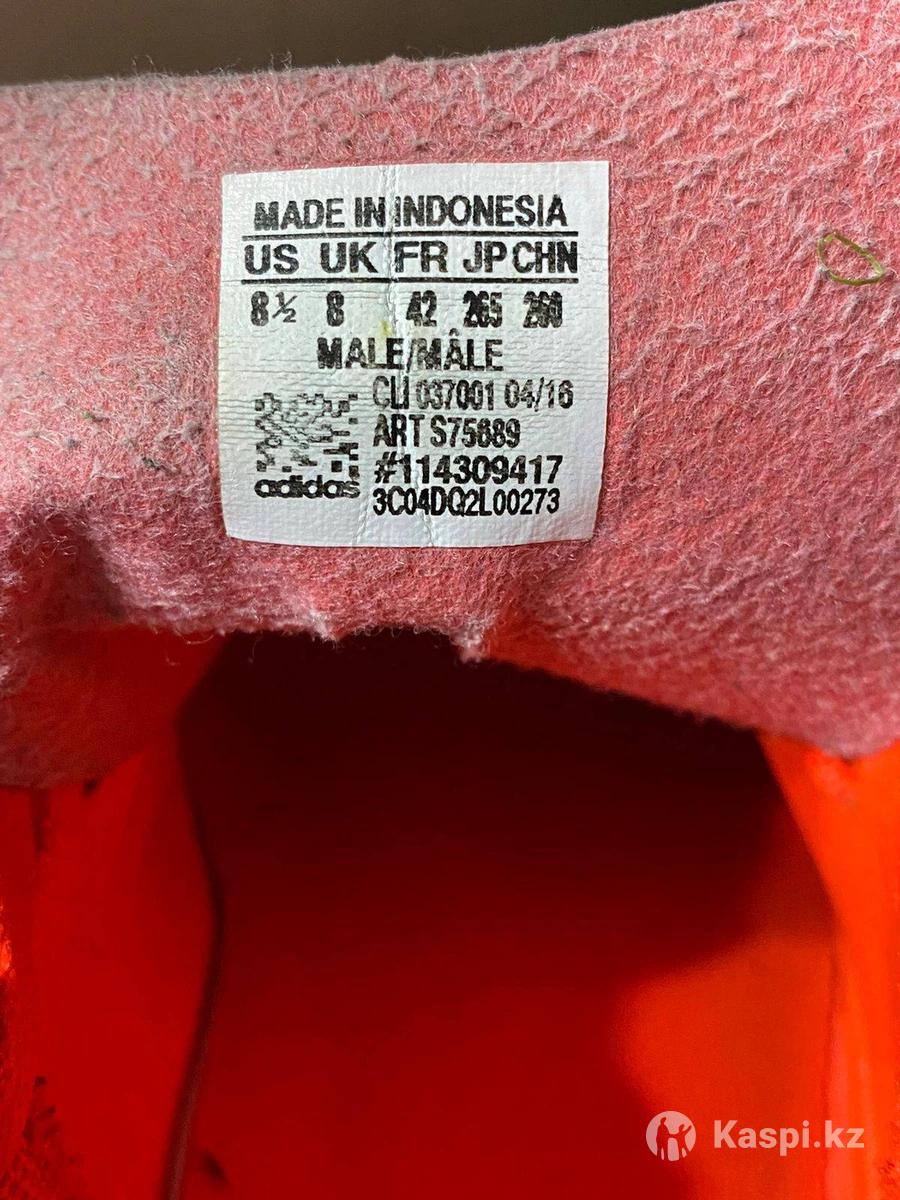 MADE IN INDONESIA
US UK FR JP CHN
8½ 8 42 265 260
MALE/MÂLE
CLU 037001 04/16
ART S75689
#114309417
adidas
3C04DQ2L00273
Kaspi.kz